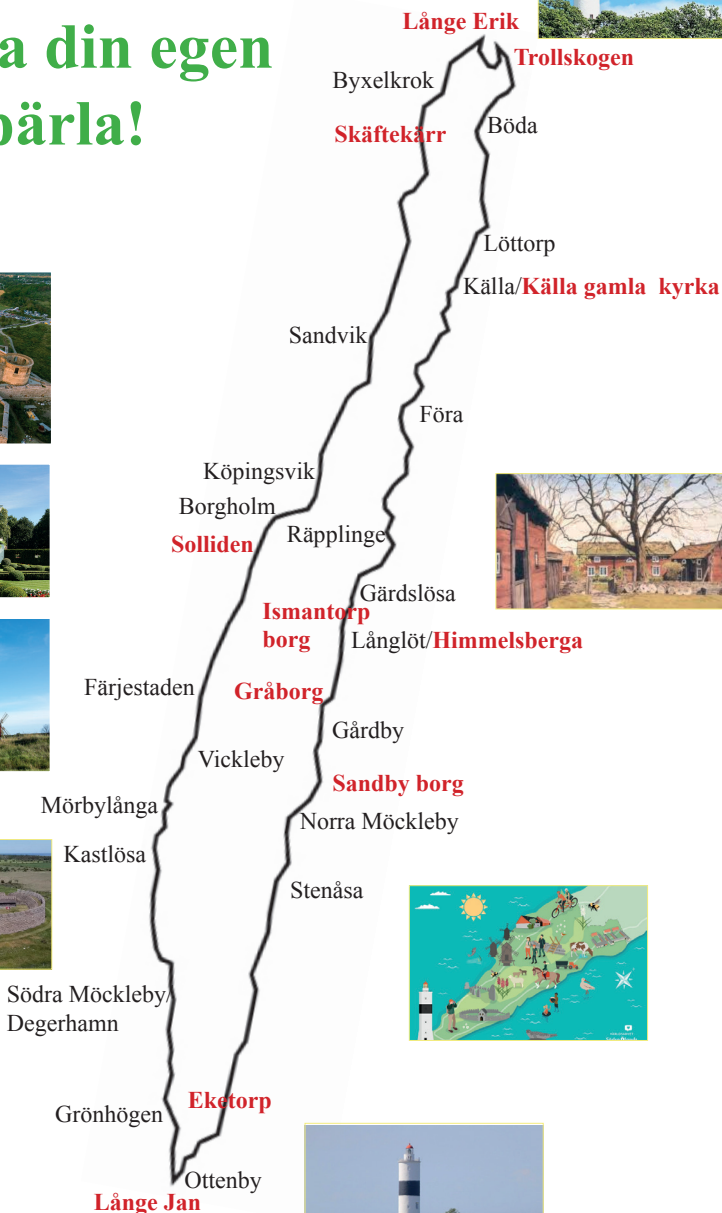 a din egen
pärla!
Långe Erik
Trollskogen
Byxelkrok
Skäftekärr
Böda
Löttorp
Källa/Källa gamla kyrka
Sandvik
Föra
Köpingsvik
Borgholm
Räpplinge
Solliden
Gärdslösa
Ismantorp
borg
Långlöt/Himmelsberga
Färjestaden
Gråborg
Gårdby
Vickleby
Sandby borg
Mörbylånga
Norra Möckleby
Kastlösa
Stenåsa
Södra Möckleby/
Degerhamn
Eketorp
Grönhögen
Ottenby
Långe Jan